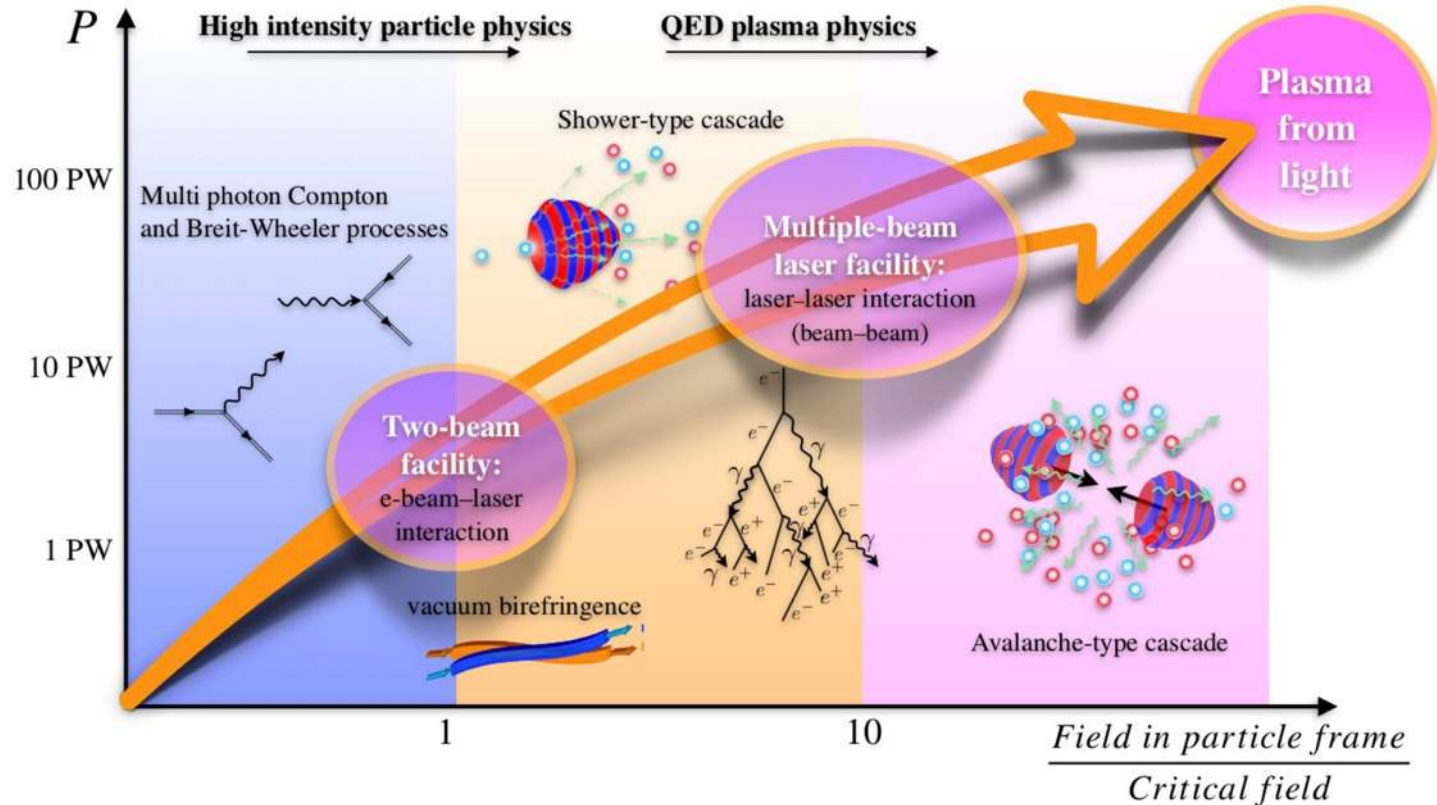 P
High intensity particle physics
QED plasma physics
Plasma
from
light
Shower-type cascade
100 PW
Multi photon Compton
and Breit-Wheeler processes
Multiple-beam
laser facility:
laser–laser interaction
(beam–beam)
10 PW
Two-beam
facility:
e-beam–laser
interaction
1 PW
e⁻
e⁻
γ
γ
e⁻
e⁻
e⁺
e⁻
e⁺
e⁻
γ
e⁺
e⁻
γ
e⁺
e⁻
γ
e⁻
e⁺
e⁻
vacuum birefringence
Avalanche-type cascade
1
10
Field in particle frame
Critical field